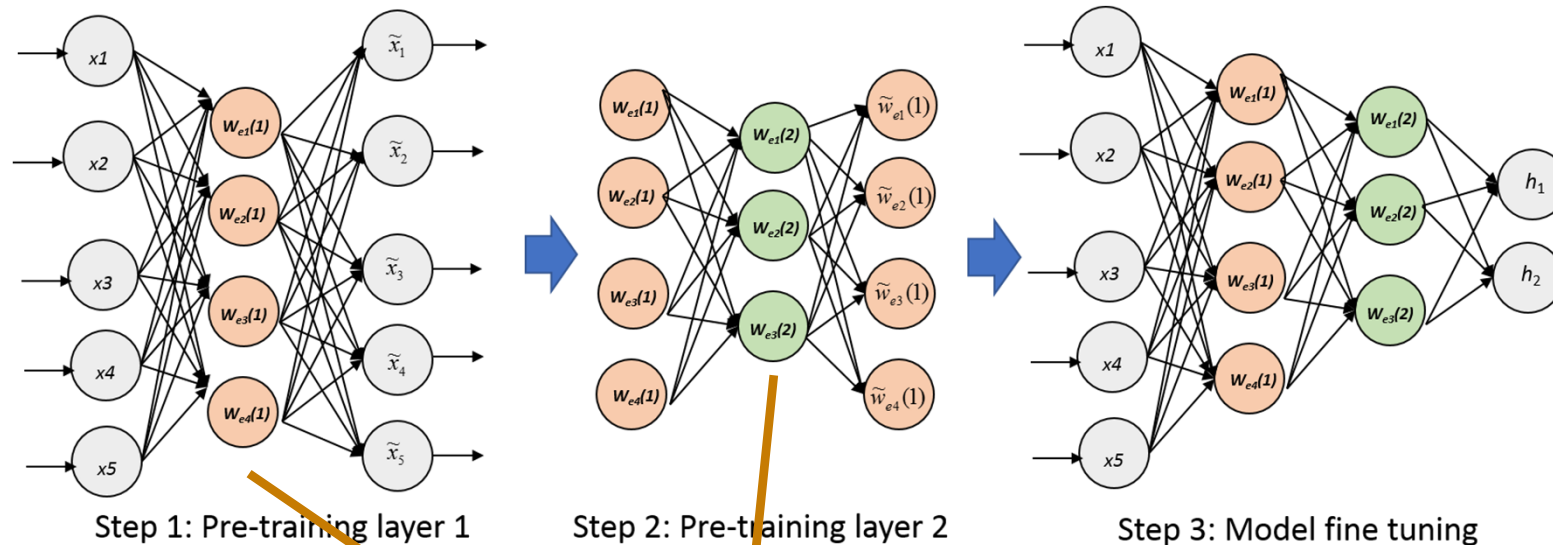 x1
x2
x3
x4
x5
We1(1)
We2(1)
We3(1)
We4(1)
x̃1
x̃2
x̃3
x̃4
x̃5
Step 1: Pre-training layer 1
We1(1)
We2(1)
We3(1)
We4(1)
We1(2)
We2(2)
We3(2)
w̃e1(1)
w̃e2(1)
w̃e3(1)
w̃e4(1)
Step 2: Pre-training layer 2
x1
x2
x3
x4
x5
We1(1)
We2(1)
We3(1)
We4(1)
We1(2)
We2(2)
We3(2)
h1
h2
Step 3: Model fine tuning